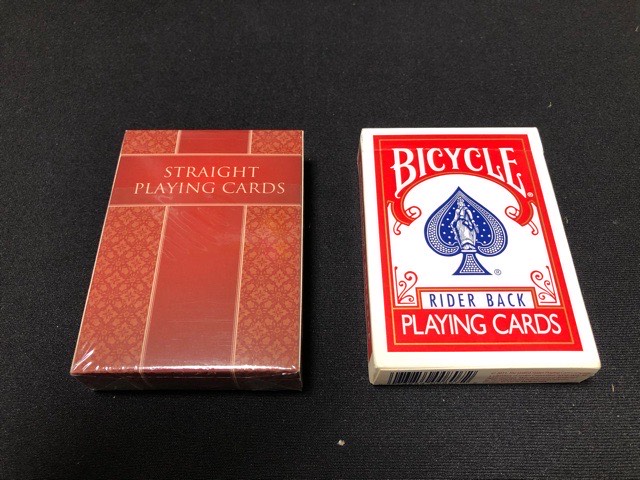 STRAIGHT
PLAYING CARDS
BICYCLE®
®
RIDER BACK
PLAYING CARDS